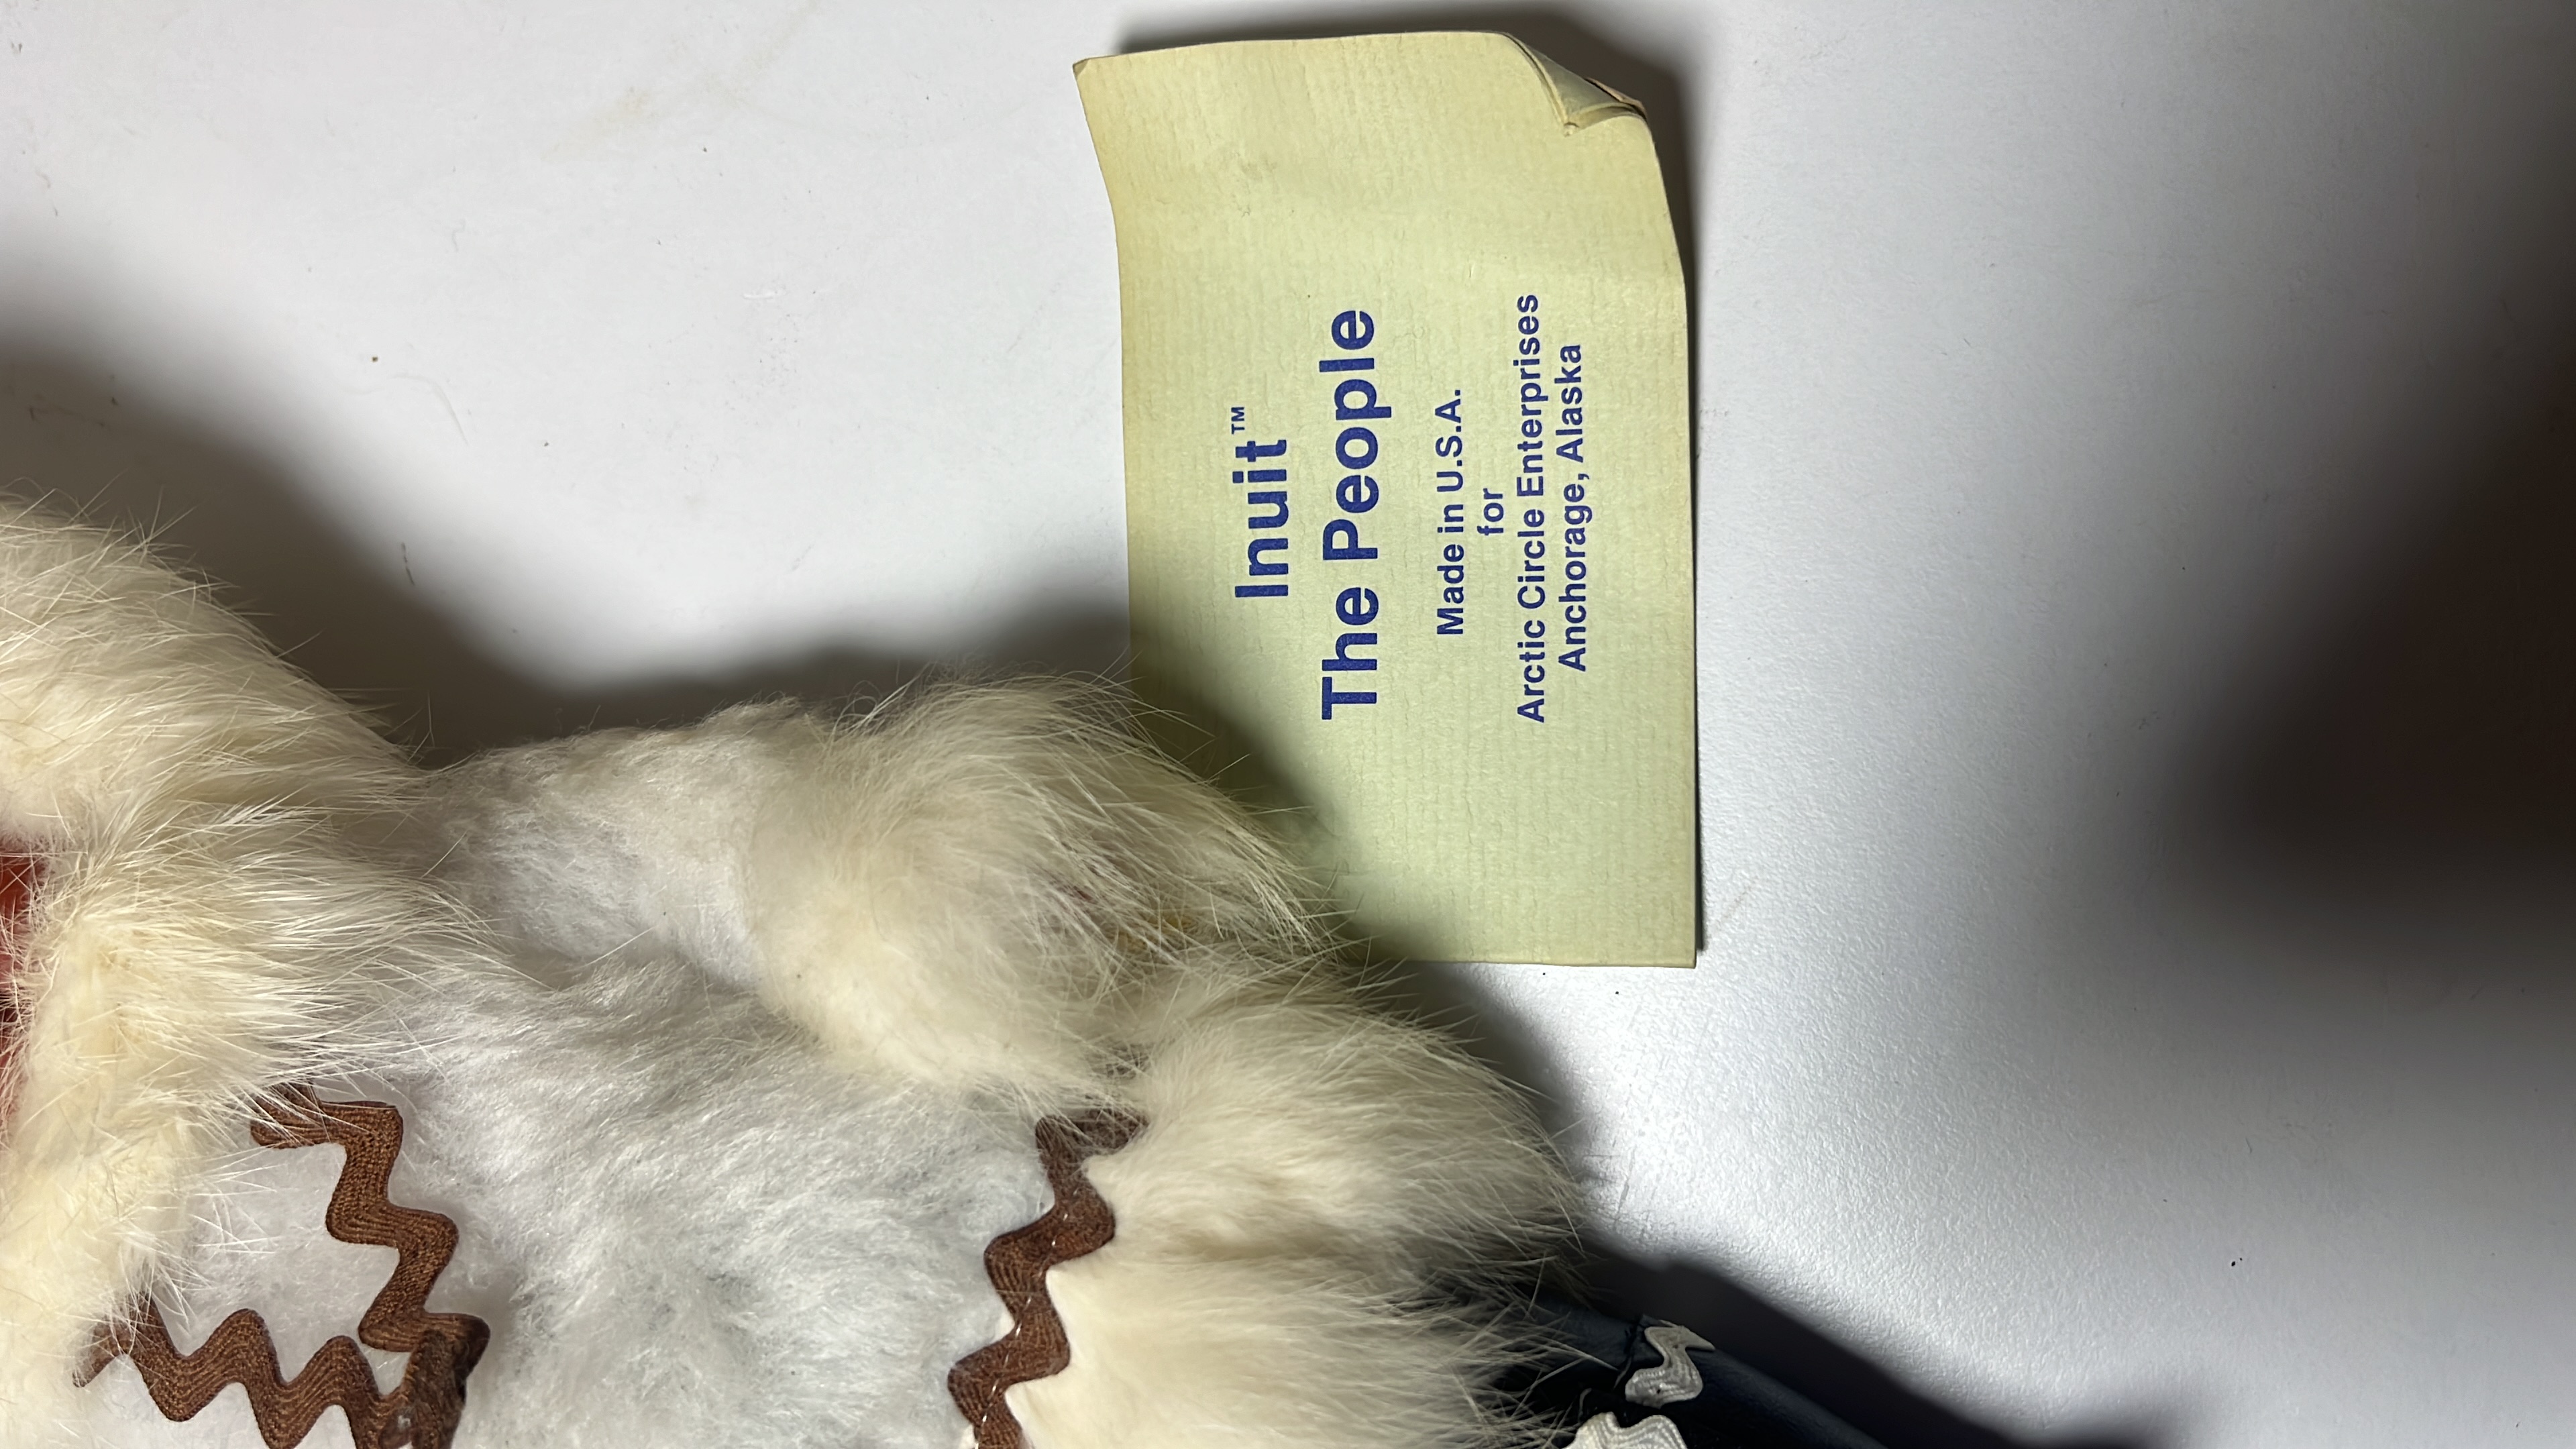 Inuit™
The People
Made in U.S.A.
for
Arctic Circle Enterprises
Anchorage, Alaska